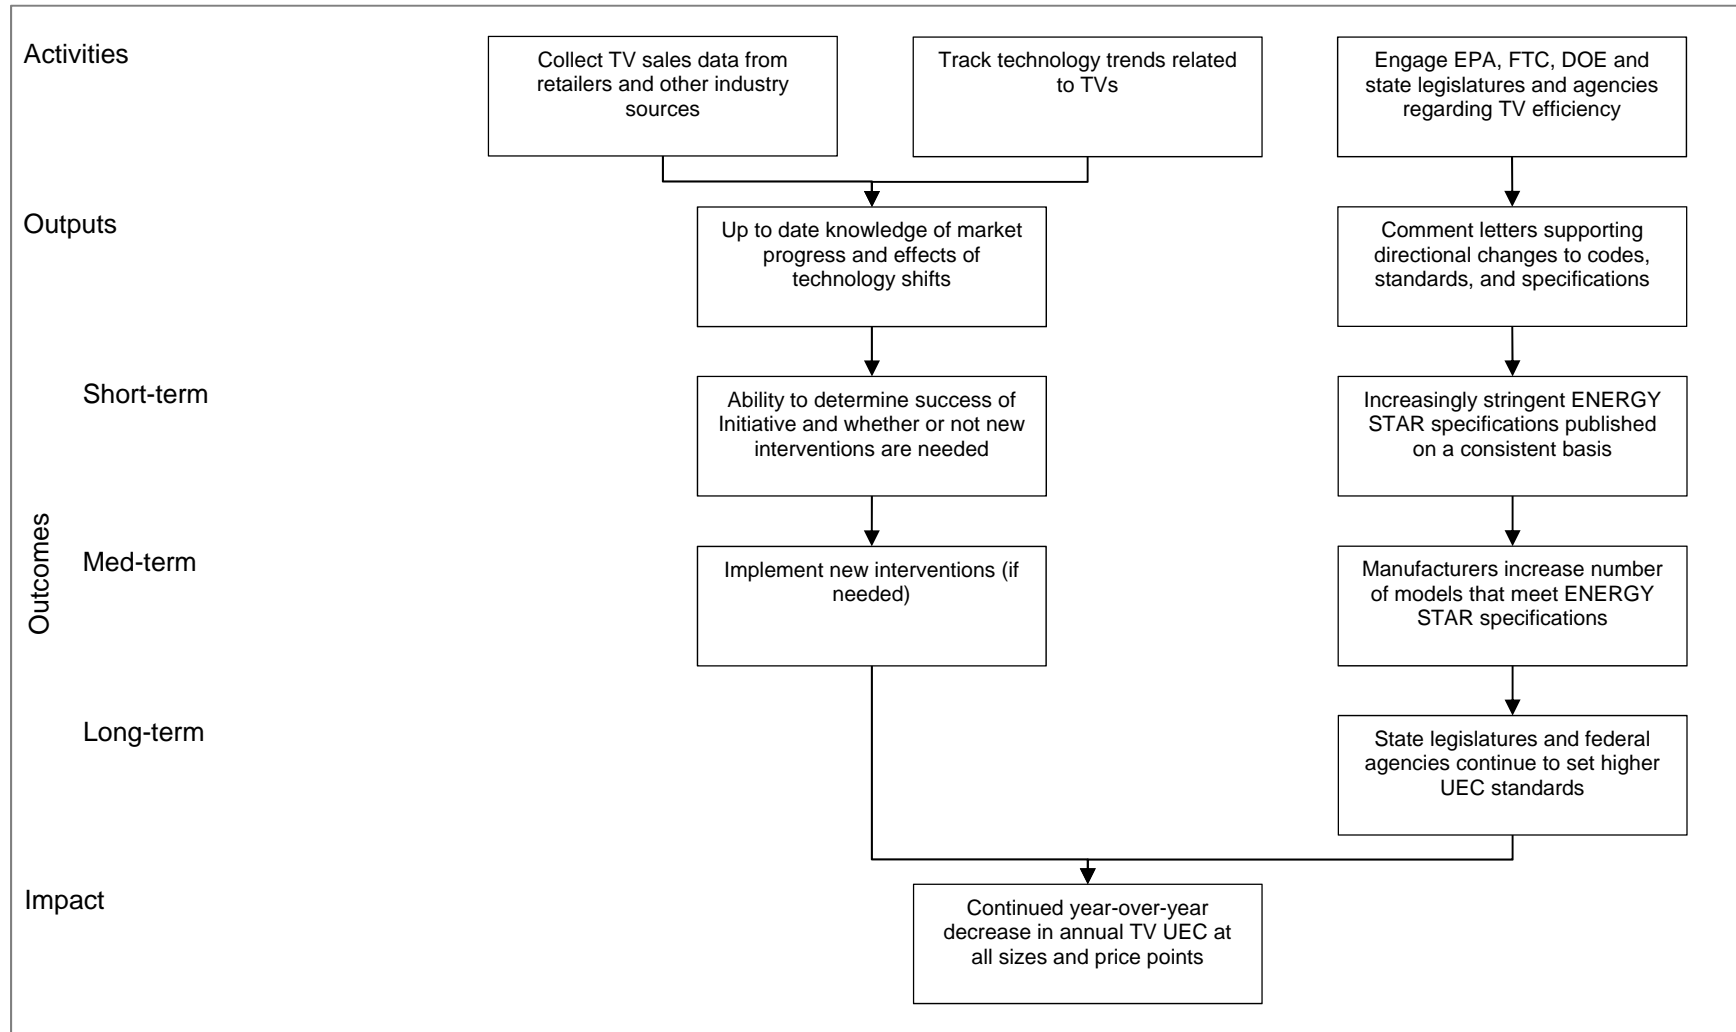 Activities
Collect TV sales data from
retailers and other industry
sources
Track technology trends related
to TVs
Engage EPA, FTC, DOE and
state legislatures and agencies
regarding TV efficiency
Outputs
Up to date knowledge of market
progress and effects of
technology shifts
Comment letters supporting
directional changes to codes,
standards, and specifications
Outcomes
Short-term
Ability to determine success of
Initiative and whether or not new
interventions are needed
Increasingly stringent ENERGY
STAR specifications published
on a consistent basis
Med-term
Implement new interventions (if
needed)
Manufacturers increase number
of models that meet ENERGY
STAR specifications
Long-term
State legislatures and federal
agencies continue to set higher
UEC standards
Impact
Continued year-over-year
decrease in annual TV UEC at
all sizes and price points